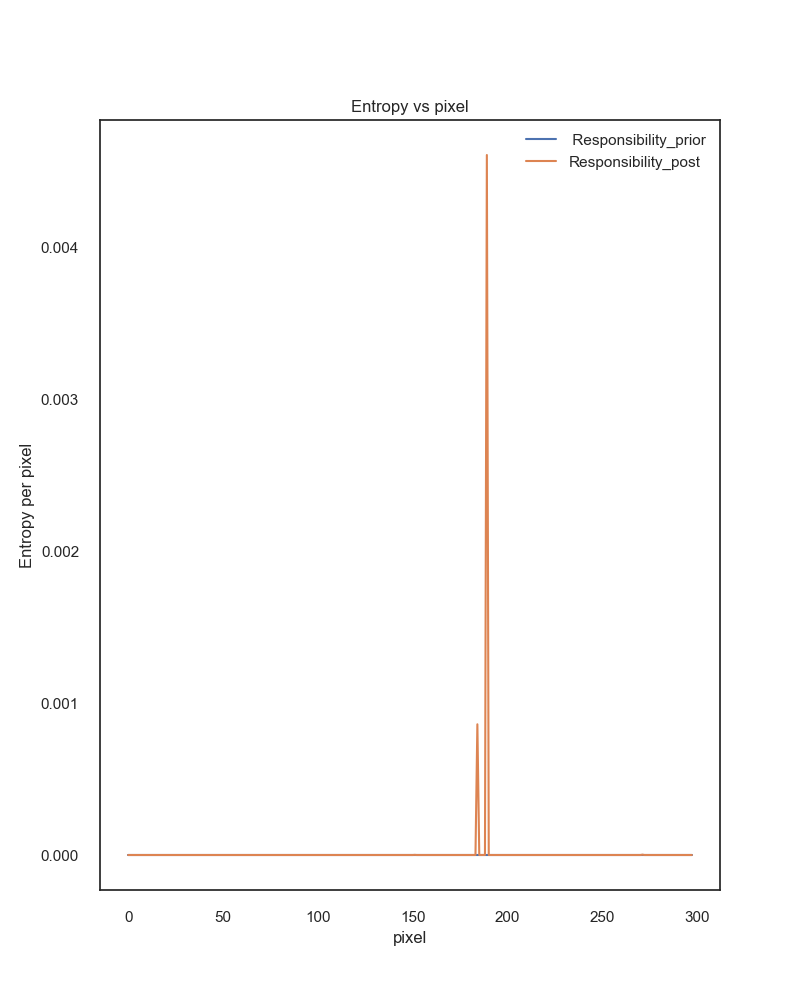 Entropy vs pixel
Responsibility_prior
Responsibility_post
Entropy per pixel
0.004
0.003
0.002
0.001
0.000
0 50 100 150 200 250 300
pixel